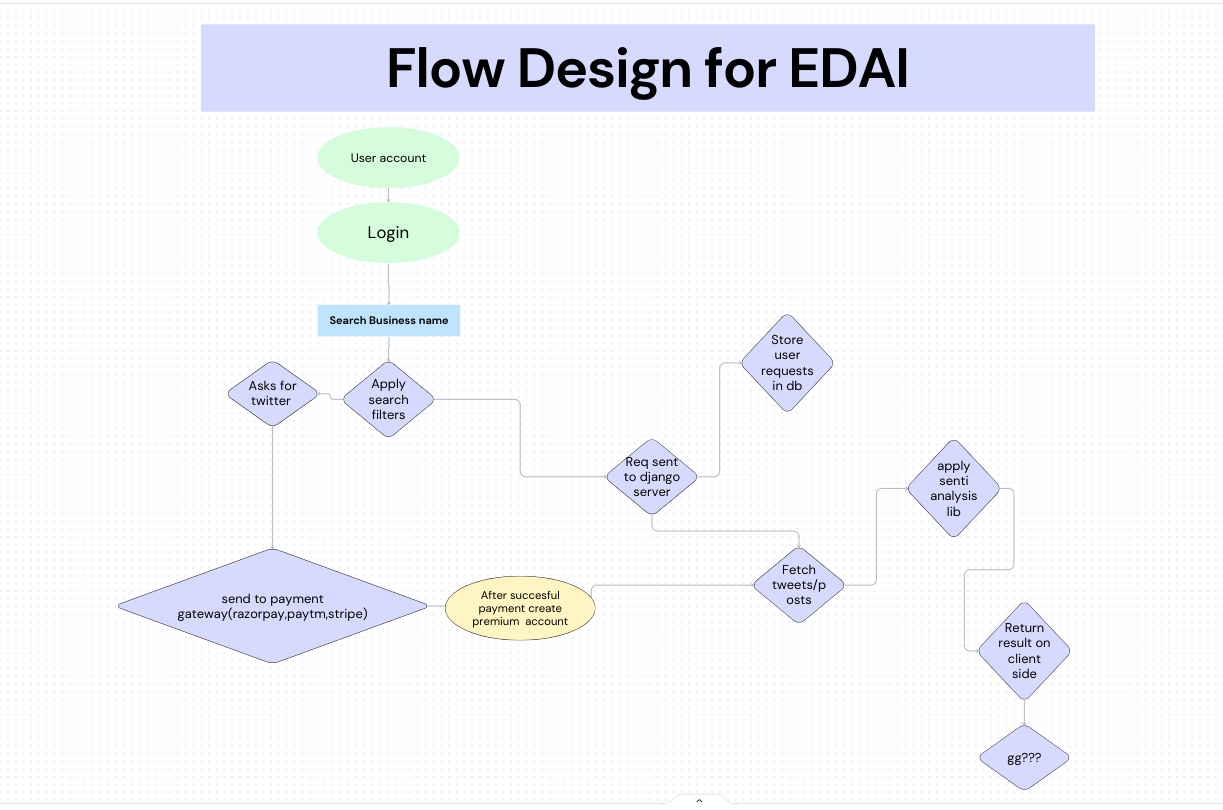 Flow Design for EDAI
User account
Login
Search Business name
Store
user
requests
in db
Asks for
twitter
Apply
search
filters
Req sent
to django
server
apply
senti
analysis
lib
Fetch
tweets/p
osts
send to payment
gateway(razorpay,paytm,stripe)
After succesful
payment create
premium account
Return
result on
client
side
gg???